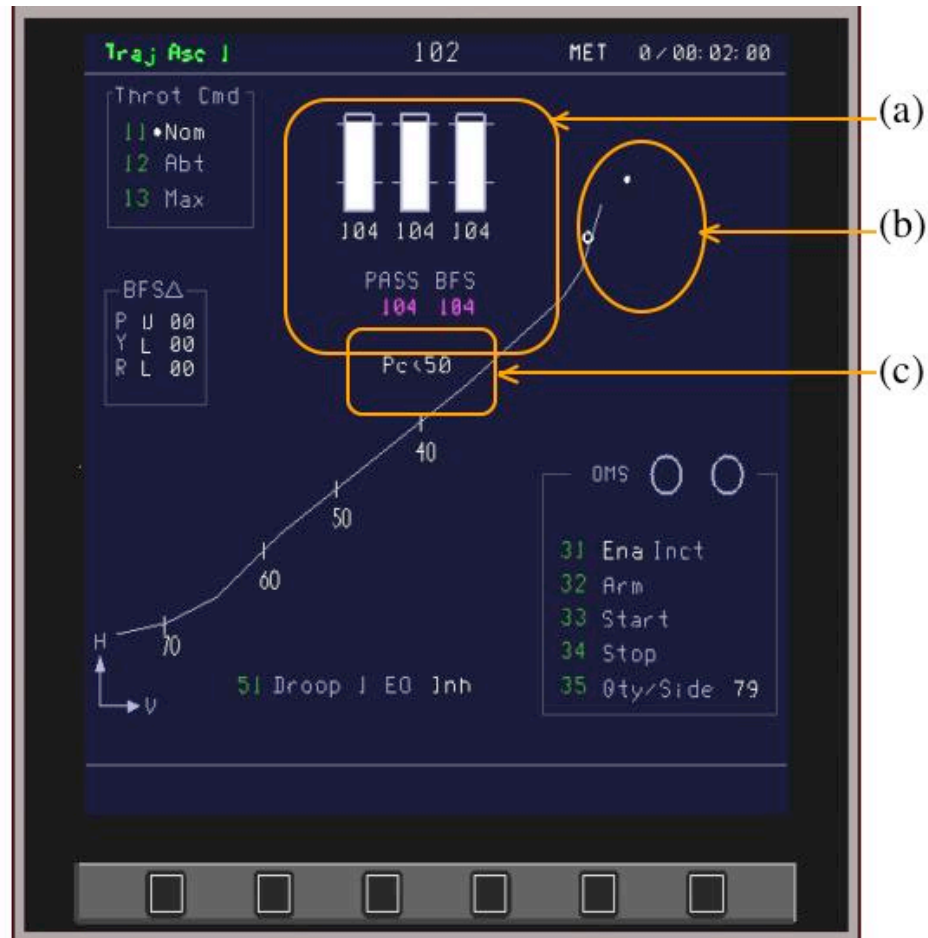 Traj Asc 1 102 MET 0/00:02:00
Throt Cmd
11•Nom
12 Abt
13 Max
104 104 104
PASS BFS
104 104
Pc<50
BFS△
P U 00
Y L 00
R L 00
40
50
60
70
H
V
OMS
31 Ena Inct
32 Arm
33 Start
34 Stop
35 Qty/Side 79
51 Droop 1 EO Inh
(a)
(b)
(c)